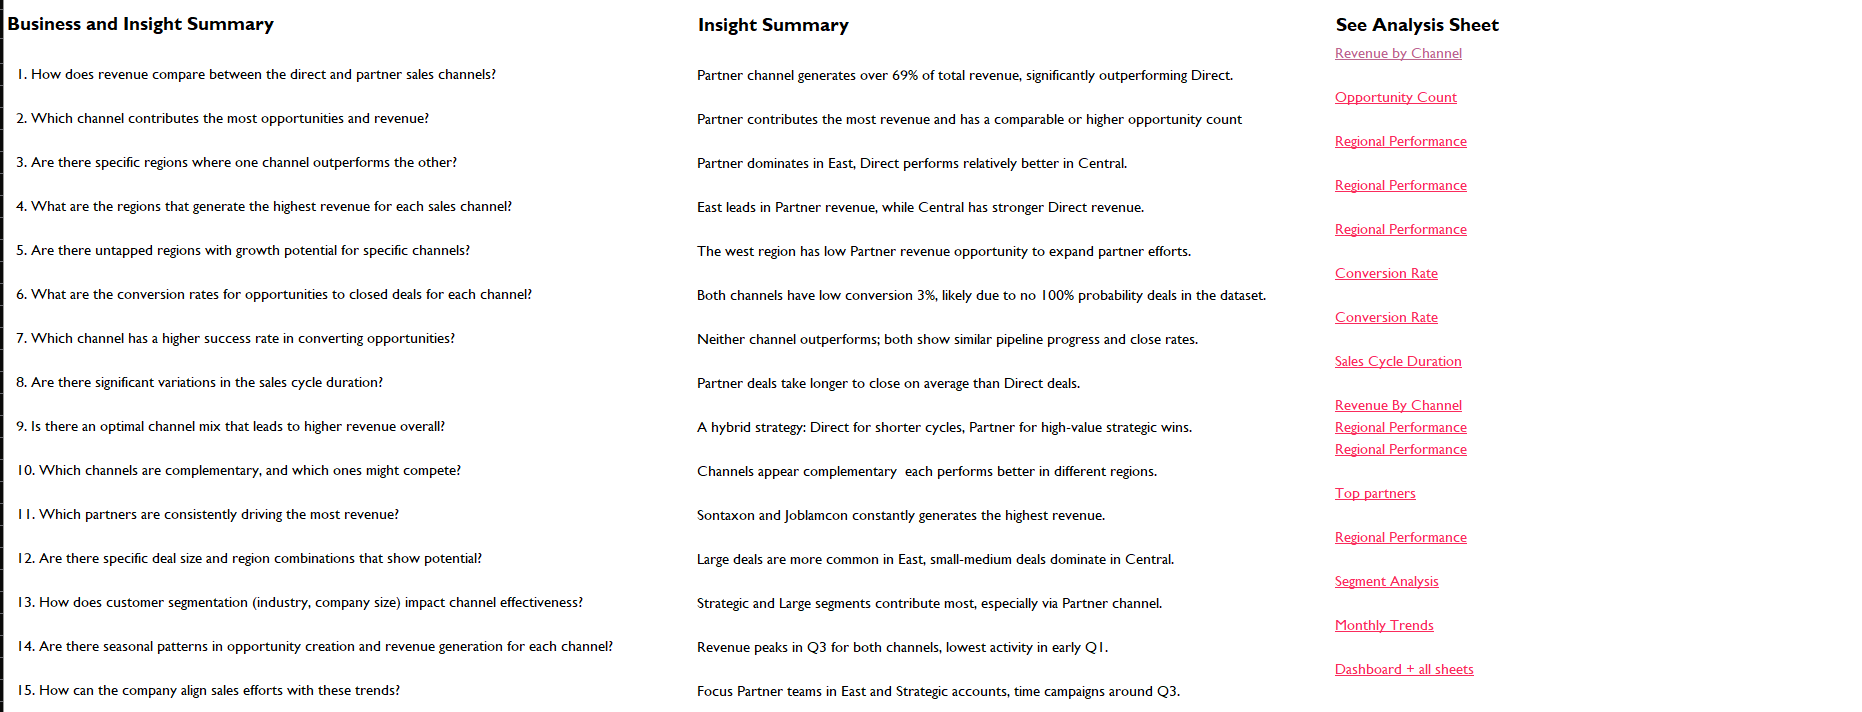 Business and Insight Summary
Insight Summary
See Analysis Sheet
Revenue by Channel
1. How does revenue compare between the direct and partner sales channels?
Partner channel generates over 69% of total revenue, significantly outperforming Direct.
Opportunity Count
2. Which channel contributes the most opportunities and revenue?
Partner contributes the most revenue and has a comparable or higher opportunity count
Regional Performance
3. Are there specific regions where one channel outperforms the other?
Partner dominates in East, Direct performs relatively better in Central.
Regional Performance
4. What are the regions that generate the highest revenue for each sales channel?
East leads in Partner revenue, while Central has stronger Direct revenue.
Regional Performance
5. Are there untapped regions with growth potential for specific channels?
The west region has low Partner revenue opportunity to expand partner efforts.
Conversion Rate
6. What are the conversion rates for opportunities to closed deals for each channel?
Both channels have low conversion 3%, likely due to no 100% probability deals in the dataset.
Conversion Rate
7. Which channel has a higher success rate in converting opportunities?
Neither channel outperforms; both show similar pipeline progress and close rates.
Sales Cycle Duration
8. Are there significant variations in the sales cycle duration?
Partner deals take longer to close on average than Direct deals.
Revenue By Channel
9. Is there an optimal channel mix that leads to higher revenue overall?
A hybrid strategy: Direct for shorter cycles, Partner for high-value strategic wins.
Regional Performance
Regional Performance
10. Which channels are complementary, and which ones might compete?
Channels appear complementary  each performs better in different regions.
Top partners
11. Which partners are consistently driving the most revenue?
Sontaxon and Joblamcon constantly generates the highest revenue.
Regional Performance
12. Are there specific deal size and region combinations that show potential?
Large deals are more common in East, small-medium deals dominate in Central.
Segment Analysis
13. How does customer segmentation (industry, company size) impact channel effectiveness?
Strategic and Large segments contribute most, especially via Partner channel.
Monthly Trends
14. Are there seasonal patterns in opportunity creation and revenue generation for each channel?
Revenue peaks in Q3 for both channels, lowest activity in early Q1.
Dashboard + all sheets
15. How can the company align sales efforts with these trends?
Focus Partner teams in East and Strategic accounts, time campaigns around Q3.